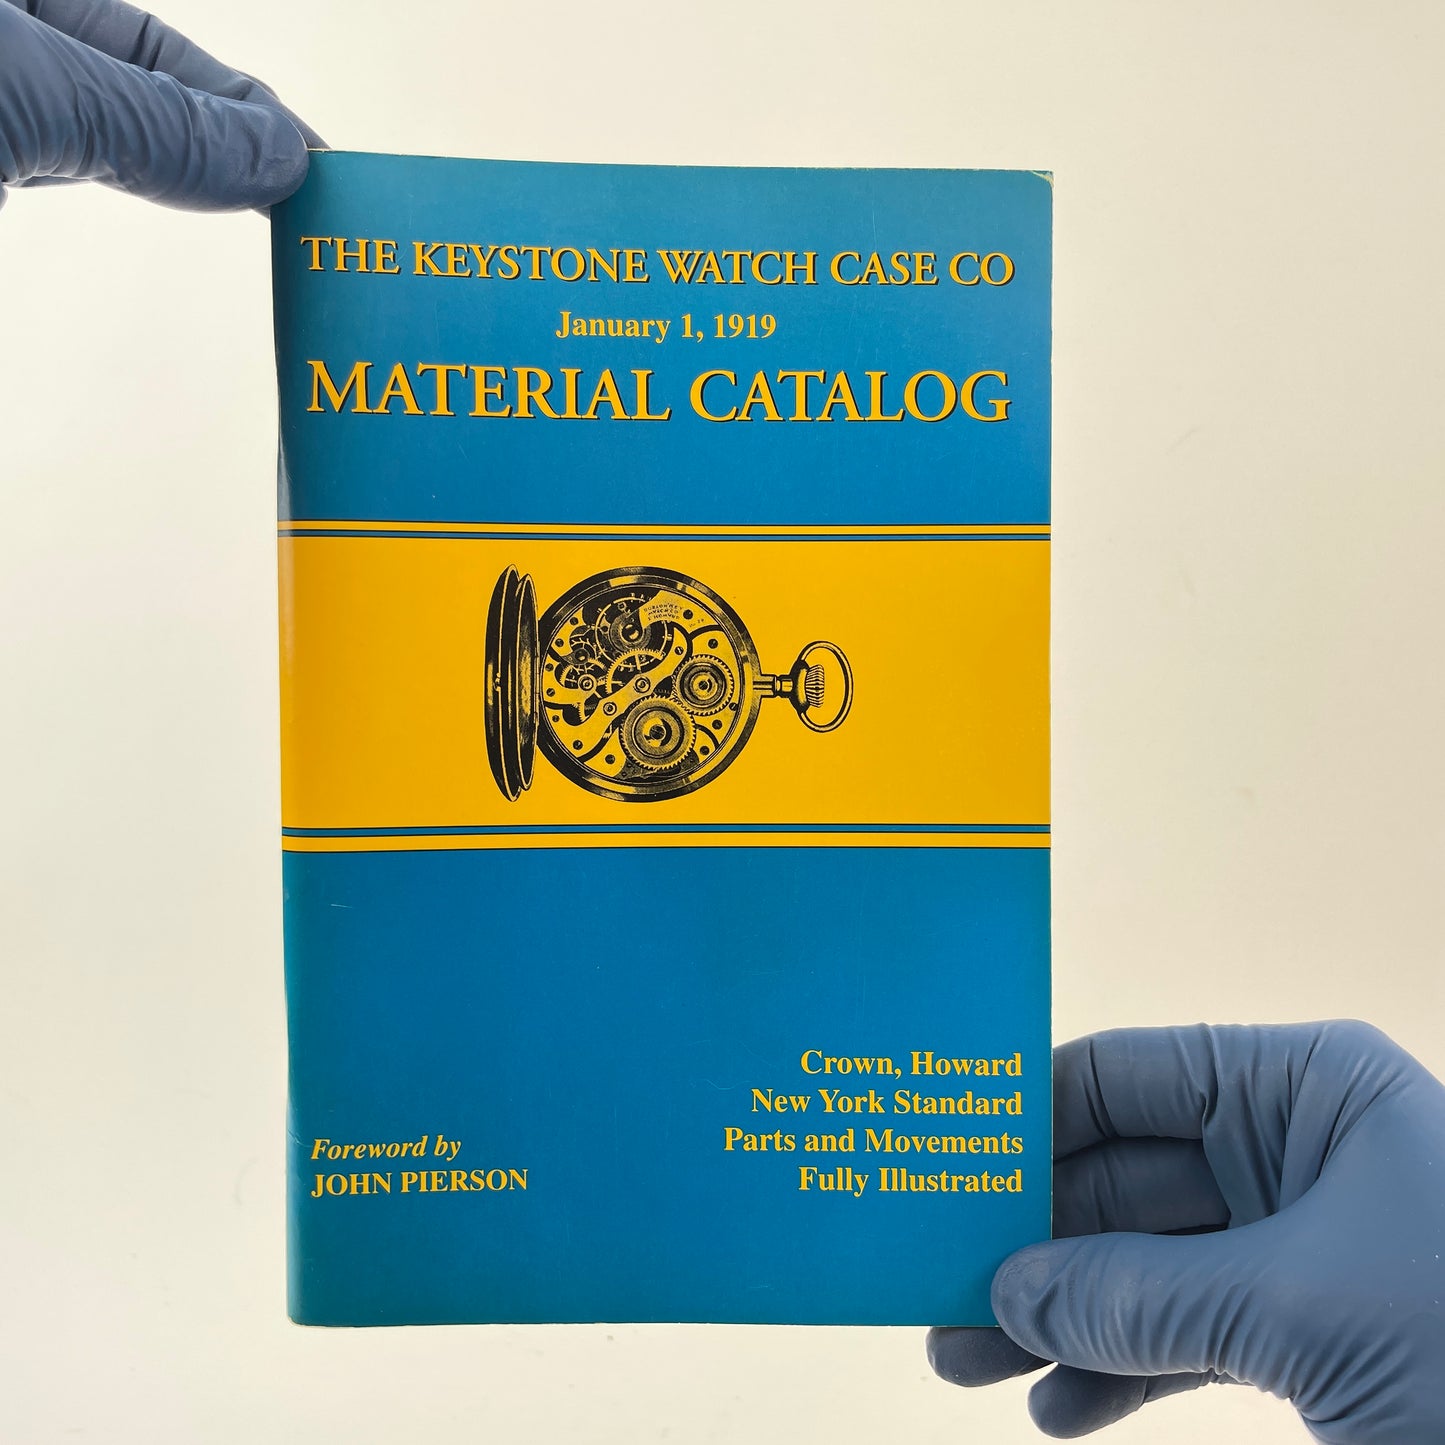 THE KEYSTONE WATCH CASE CO
January 1, 1919
MATERIAL CATALOG
Crown, Howard
New York Standard
Parts and Movements
Fully Illustrated
Foreword by
JOHN PIERSON